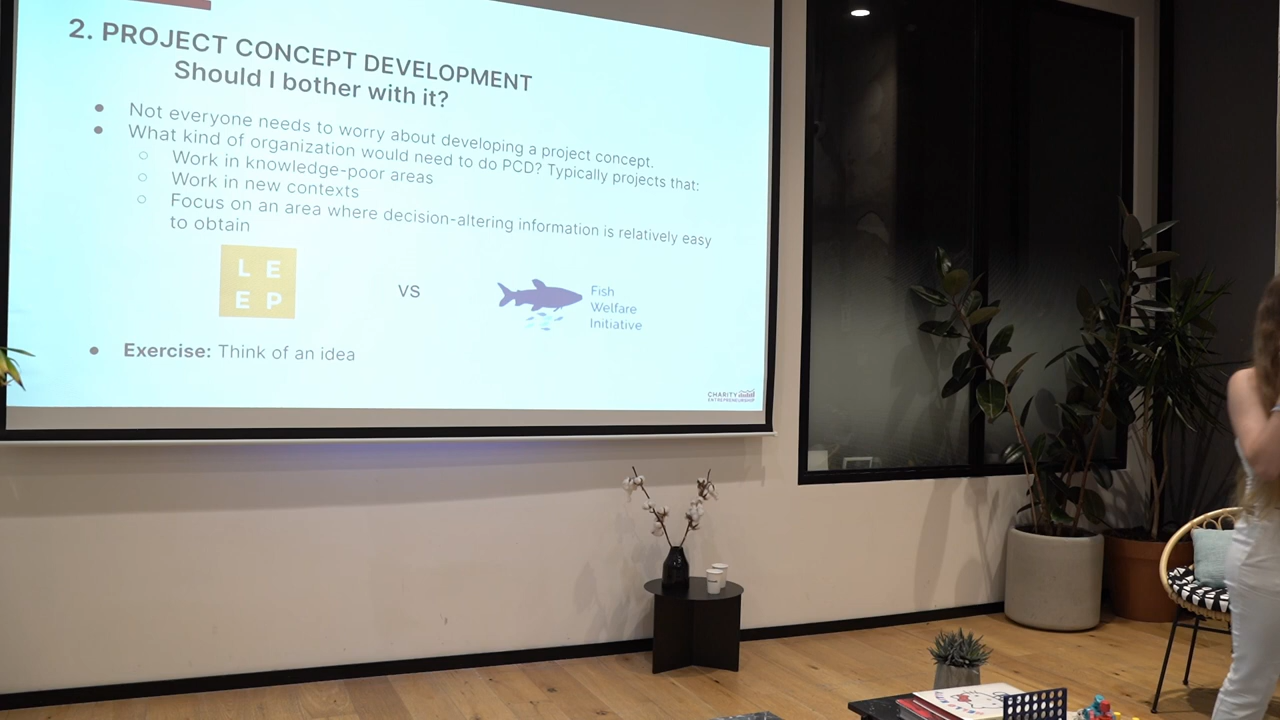 2. PROJECT CONCEPT DEVELOPMENT
Should I bother with it?
● Not everyone needs to worry about developing a project concept.
● What kind of organization would need to do PCD? Typically projects that:
○ Work in knowledge-poor areas
○ Work in new contexts
○ Focus on an area where decision-altering information is relatively easy
to obtain
L E
E P
vs
Fish
Welfare
Initiative
● Exercise: Think of an idea
CHARITY
ENTREPRENEURSHIP